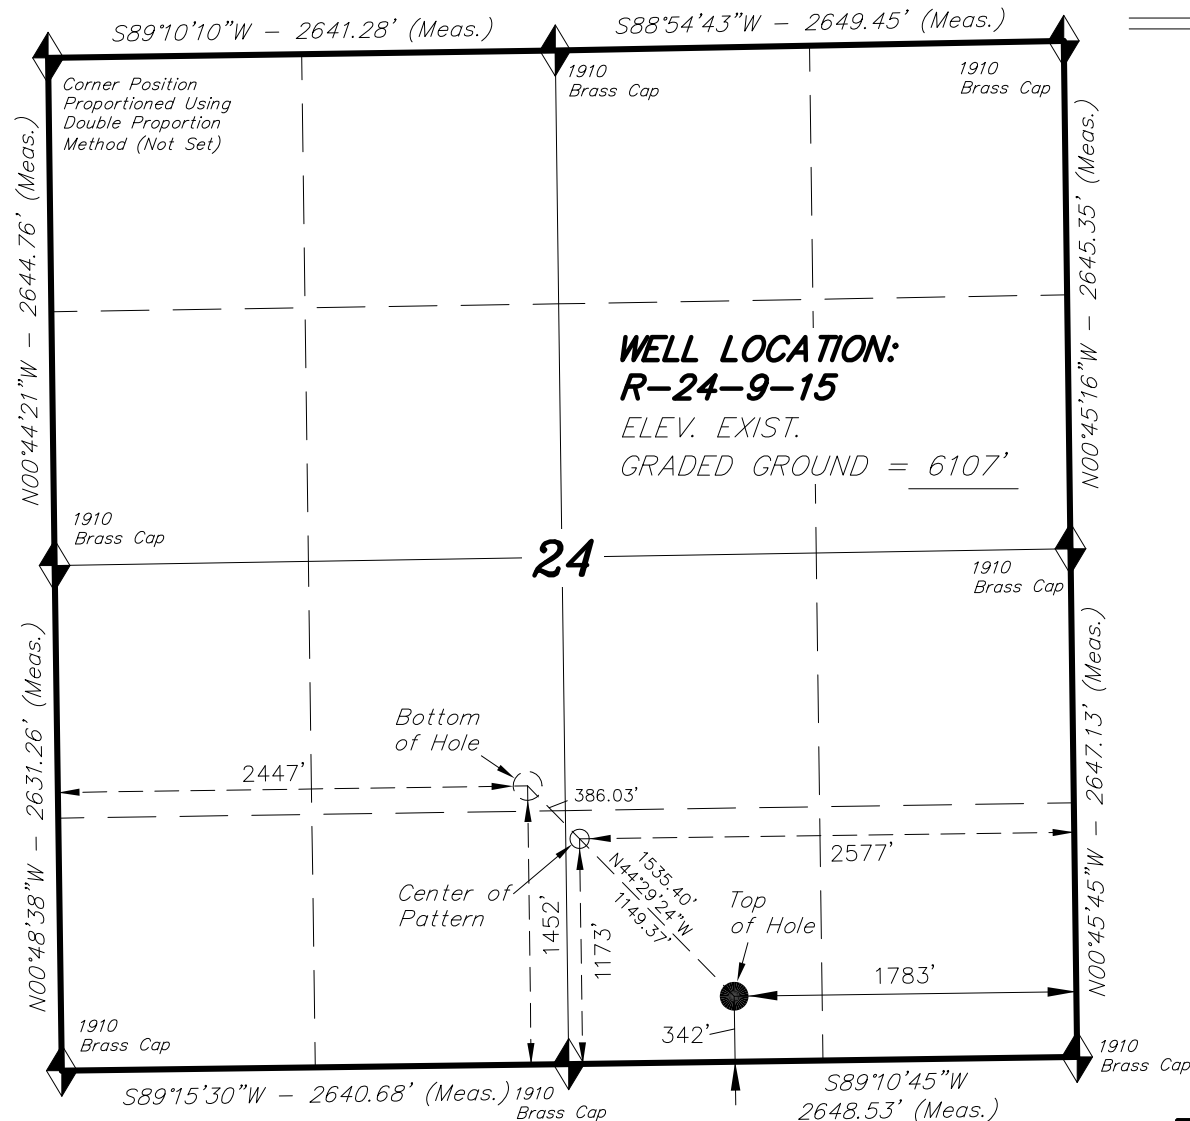 S89°10'10"W - 2641.28' (Meas.)
S88°54'43"W - 2649.45' (Meas.)
Corner Position
Proportioned Using
Double Proportion
Method (Not Set)
1910
Brass Cap
1910
Brass Cap
N00°44'21"W - 2644.76' (Meas.)
N00°45'16"W - 2645.35' (Meas.)
WELL LOCATION:
R-24-9-15
ELEV. EXIST.
GRADED GROUND = 6107'
1910
Brass Cap
24
1910
Brass Cap
N00°48'38"W - 2631.26' (Meas.)
N00°45'45"W - 2647.13' (Meas.)
Bottom
of Hole
2447'
386.03'
2577'
1535.40'
N44°29'24"W
1149.37'
Center of
Pattern
1452'
1173'
Top
of Hole
1783'
342'
1910
Brass Cap
1910
Brass Cap
S89°15'30"W - 2640.68' (Meas.)
1910
Brass Cap
S89°10'45"W
2648.53' (Meas.)